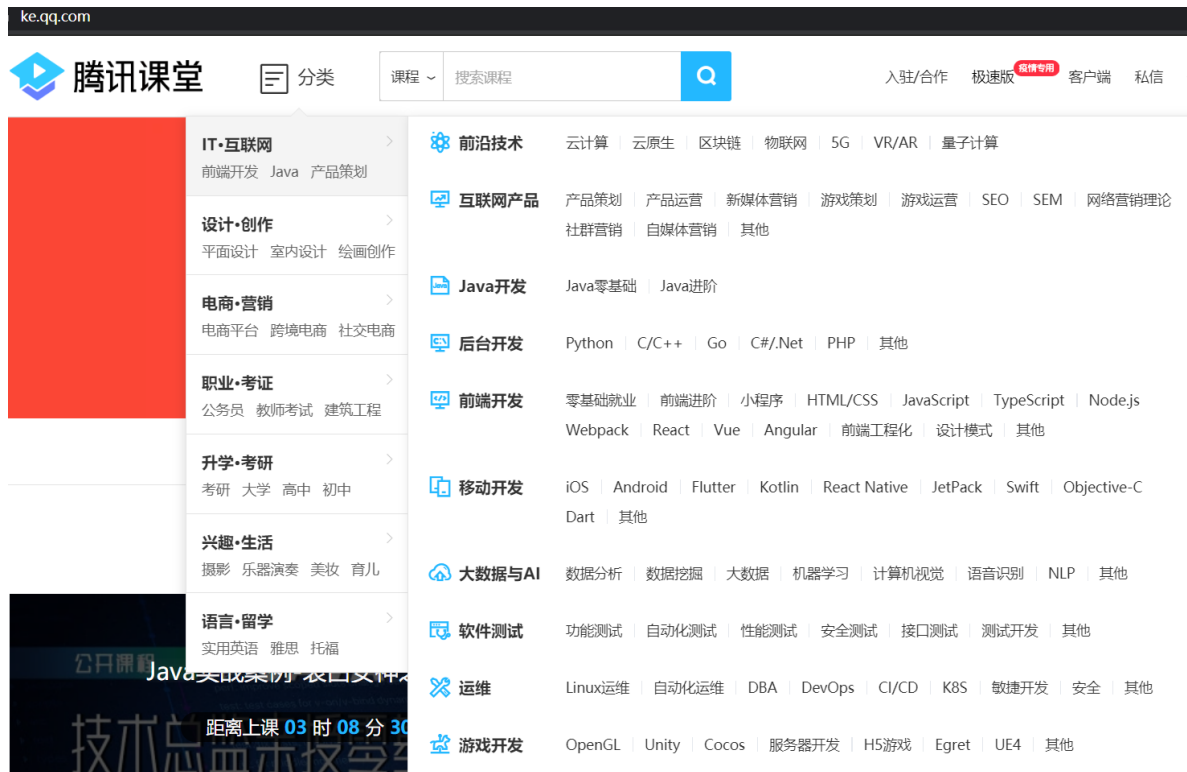 ke.qq.com
腾讯课堂 分类 课程 搜索课程 入驻/合作 极速版 疫情专用 客户端 私信
IT·互联网
前端开发 Java 产品策划
设计·创作
平面设计 室内设计 绘画创作
电商·营销
电商平台 跨境电商 社交电商
职业·考证
公务员 教师考试 建筑工程
升学·考研
考研 大学 高中 初中
兴趣·生活
摄影 乐器演奏 美妆 育儿
语言·留学
实用英语 雅思 托福
前沿技术 云计算 云原生 区块链 物联网 5G VR/AR 量子计算
互联网产品 产品策划 产品运营 新媒体营销 游戏策划 游戏运营 SEO SEM 网络营销理论
社群营销 自媒体营销 其他
Java开发 Java零基础 Java进阶
后台开发 Python C/C++ Go C#/.Net PHP 其他
前端开发 零基础就业 前端进阶 小程序 HTML/CSS JavaScript TypeScript Node.js
Webpack React Vue Angular 前端工程化 设计模式 其他
移动开发 iOS Android Flutter Kotlin React Native JetPack Swift Objective-C
Dart 其他
大数据与AI 数据分析 数据挖掘 大数据 机器学习 计算机视觉 语音识别 NLP 其他
软件测试 功能测试 自动化测试 性能测试 安全测试 接口测试 测试开发 其他
运维 Linux运维 自动化运维 DBA DevOps CI/CD K8S 敏捷开发 安全 其他
游戏开发 OpenGL Unity Cocos 服务器开发 H5游戏 Egret UE4 其他
公开课
Java实战案例
距离上课 03 时 08 分 30
技术总监亲授